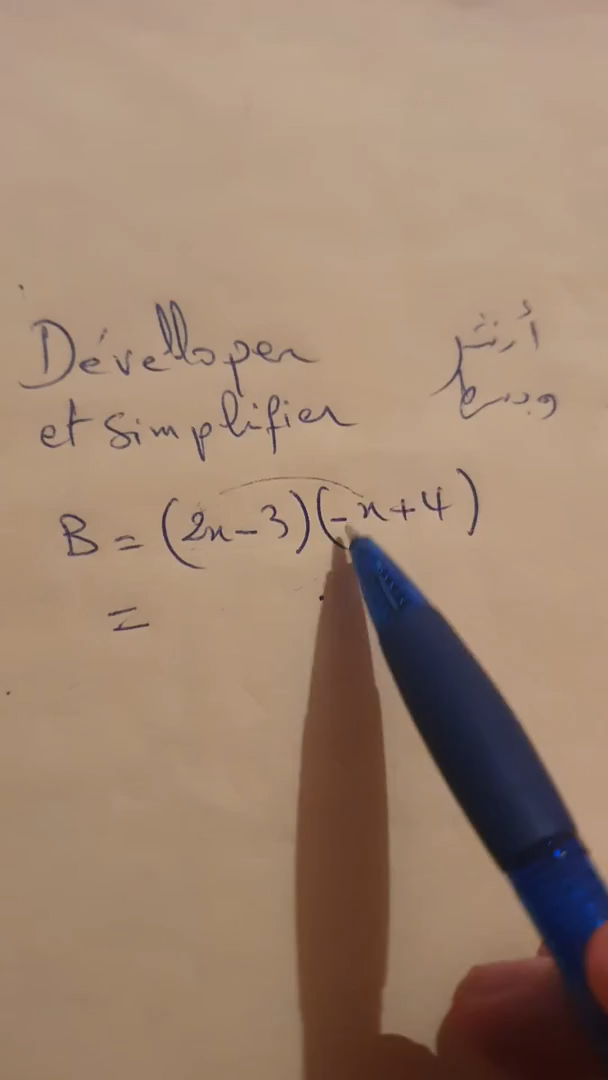 Dévelloper
et simplifier
أنشر
وبسط
B = (2x-3)(-x+4)
=